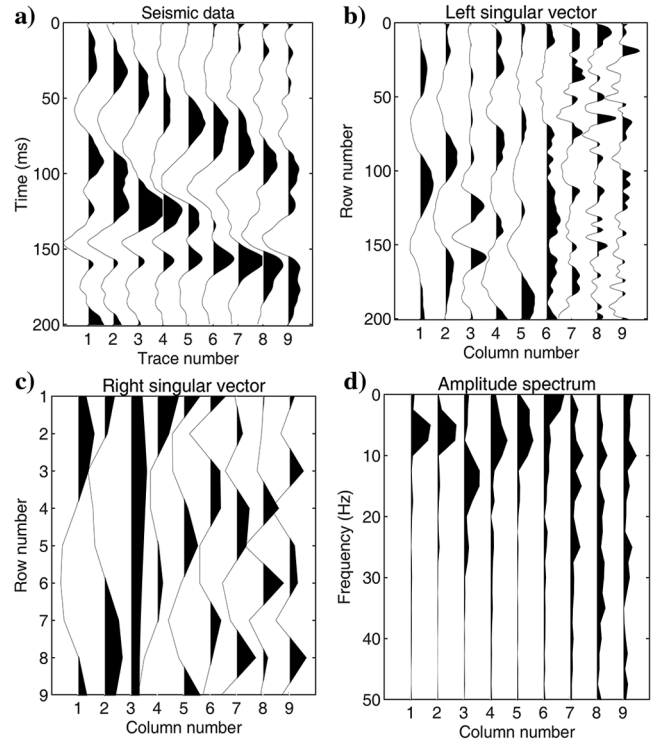 a) Seismic data
0
50
100
150
200
Time (ms)
1 2 3 4 5 6 7 8 9
Trace number
b) Left singular vector
0
50
100
150
200
Row number
1 2 3 4 5 6 7 8 9
Column number
c) Right singular vector
1
2
3
4
5
6
7
8
9
Row number
1 2 3 4 5 6 7 8 9
Column number
d) Amplitude spectrum
0
10
20
30
40
50
Frequency (Hz)
1 2 3 4 5 6 7 8 9
Column number